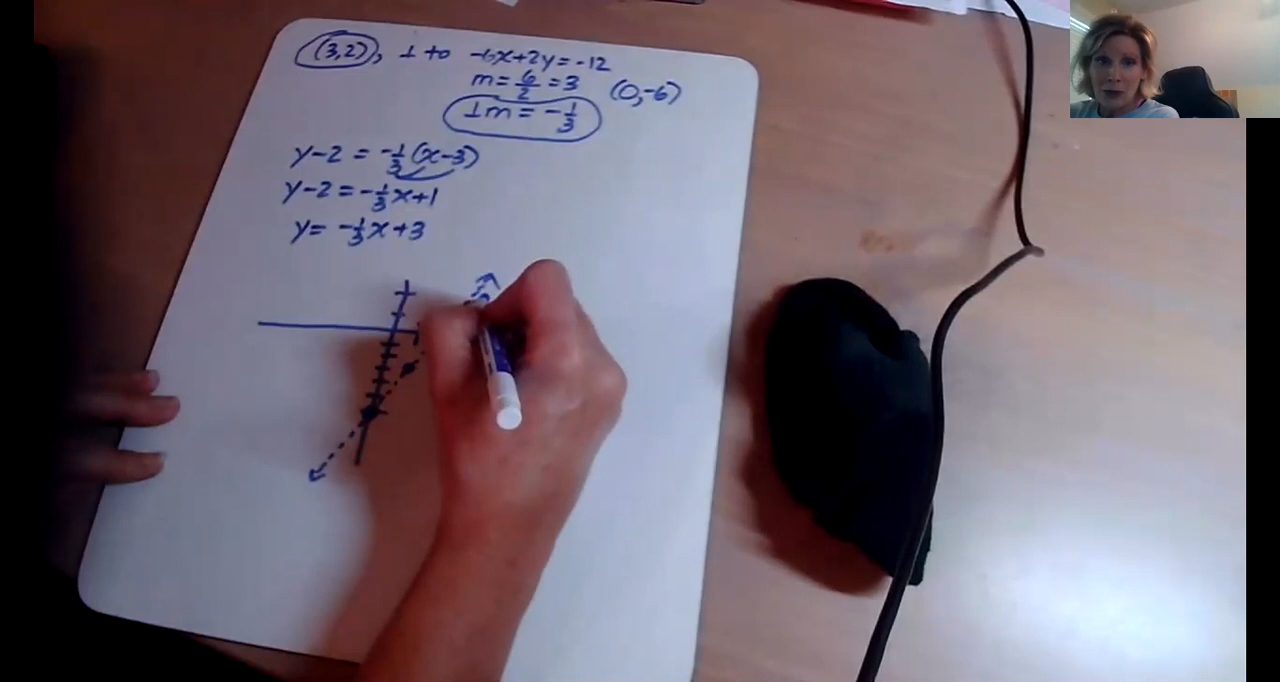 (3,2), ⊥ to -6x+2y=-12
m=6/2=3 (0,-6)
⊥m=-1/3
y-2=-1/3(x-3)
y-2=-1/3x+1
y=-1/3x+3